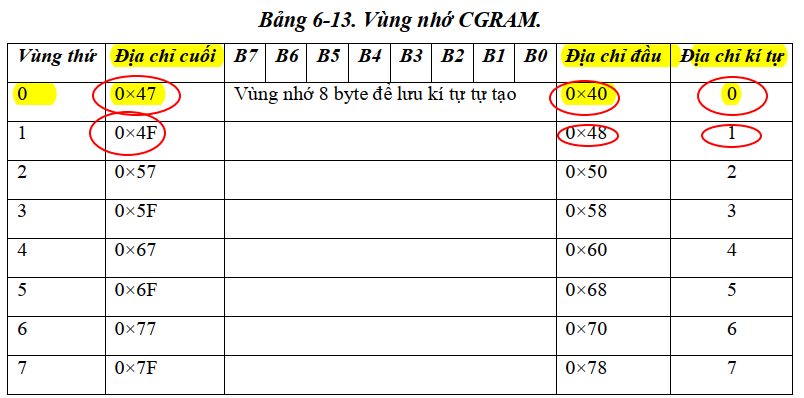 Bảng 6-13. Vùng nhớ CGRAM.
Vùng thứ Địa chỉ cuối B7 B6 B5 B4 B3 B2 B1 B0 Địa chỉ đầu Địa chỉ kí tự
0 0×47 Vùng nhớ 8 byte để lưu kí tự tự tạo 0×40 0
1 0×4F 0×48 1
2 0×57 0×50 2
3 0×5F 0×58 3
4 0×67 0×60 4
5 0×6F 0×68 5
6 0×77 0×70 6
7 0×7F 0×78 7